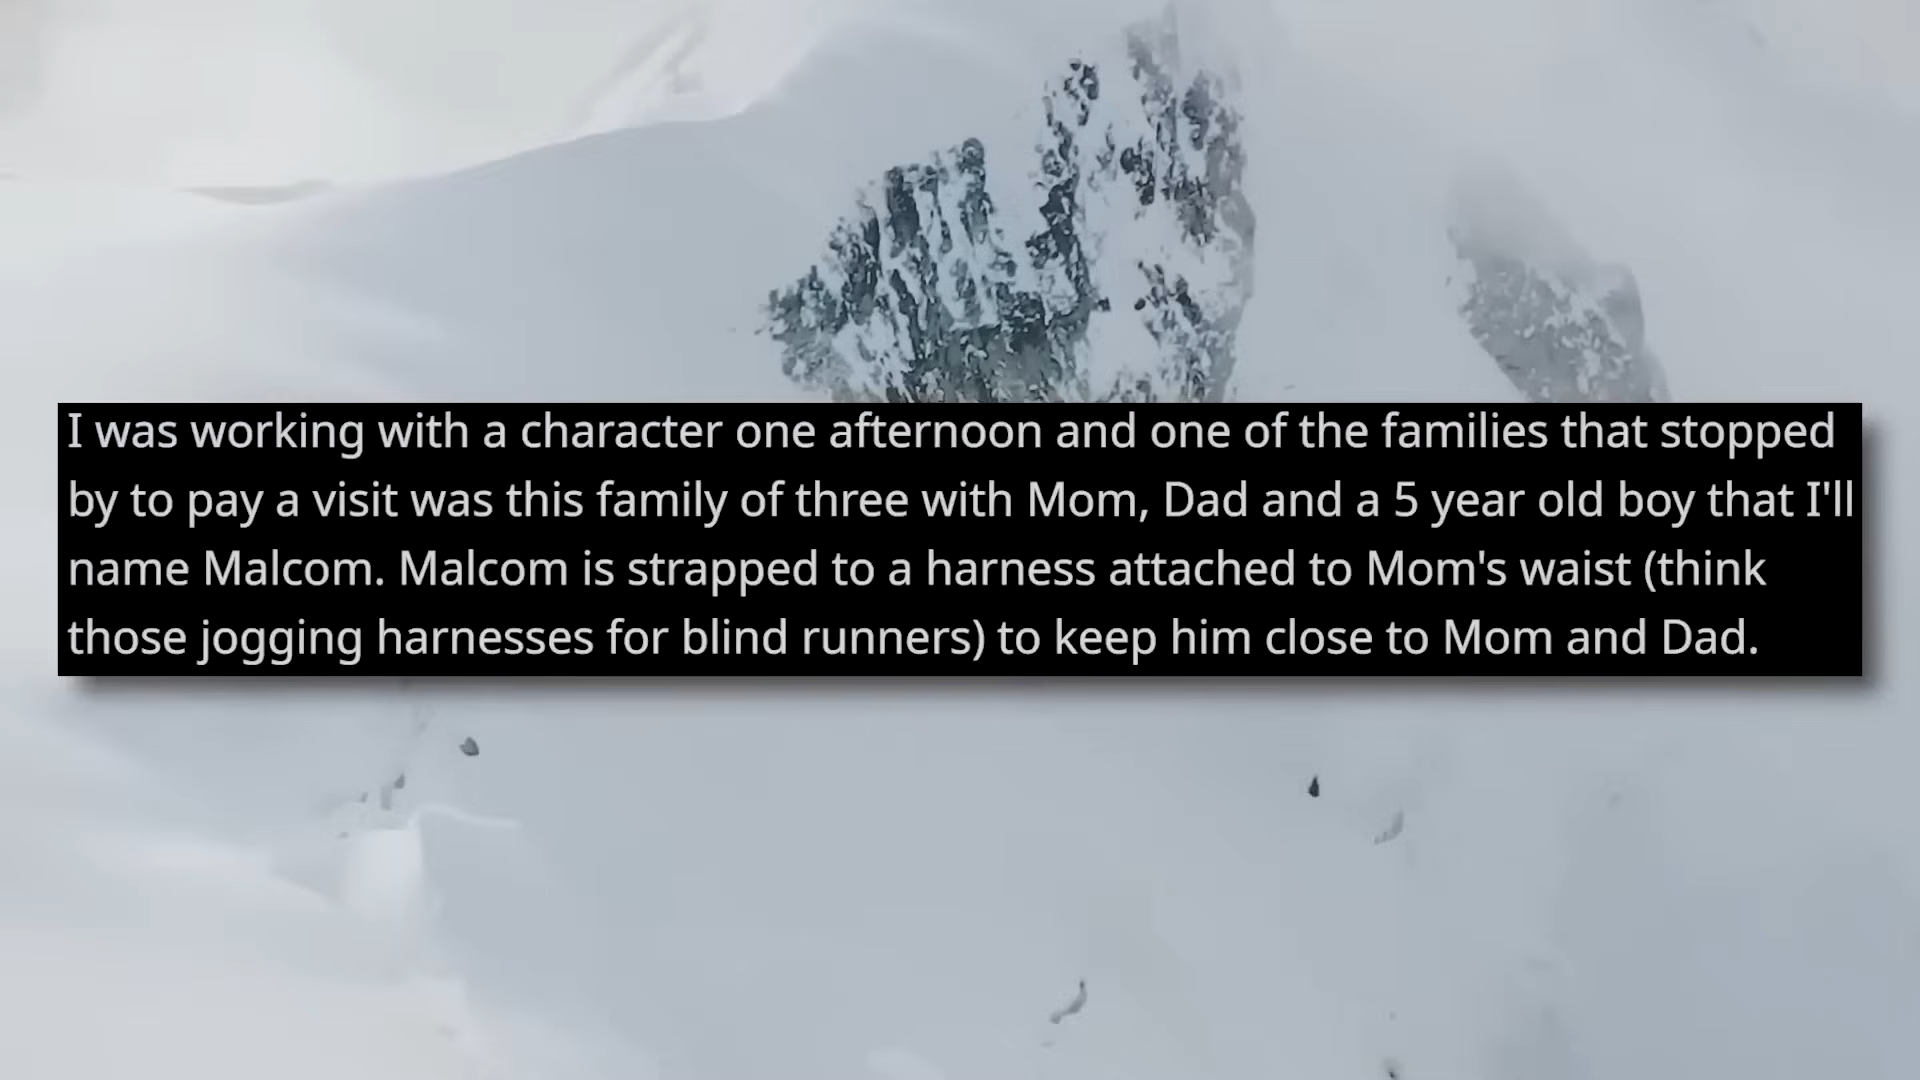 I was working with a character one afternoon and one of the families that stopped
by to pay a visit was this family of three with Mom, Dad and a 5 year old boy that I'll
name Malcom. Malcom is strapped to a harness attached to Mom's waist (think
those jogging harnesses for blind runners) to keep him close to Mom and Dad.